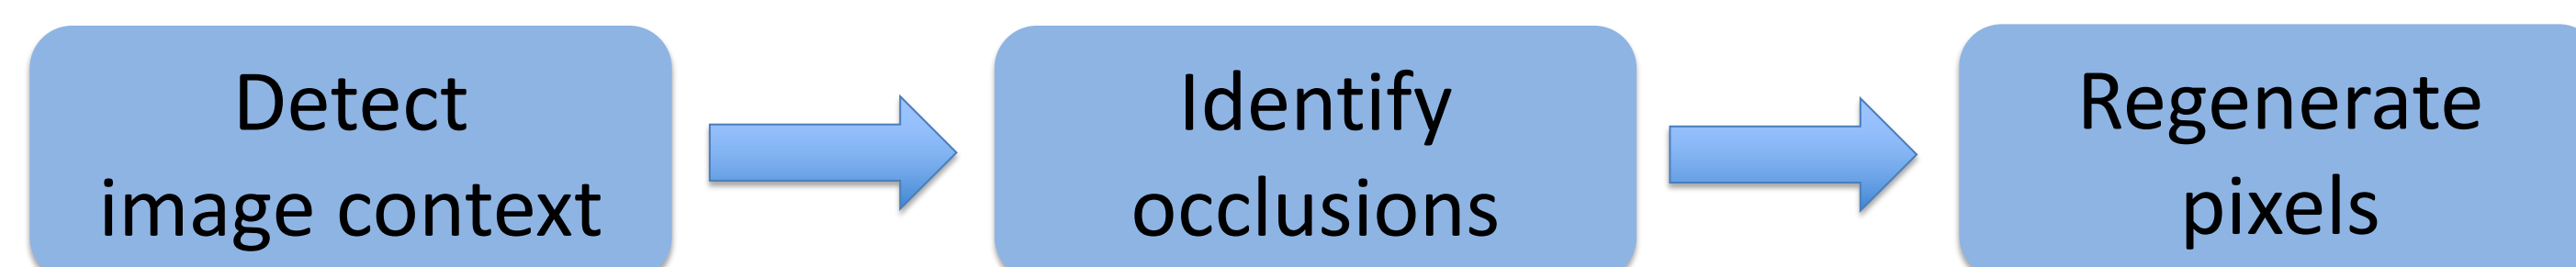 Detect
image context
Identify
occlusions
Regenerate
pixels